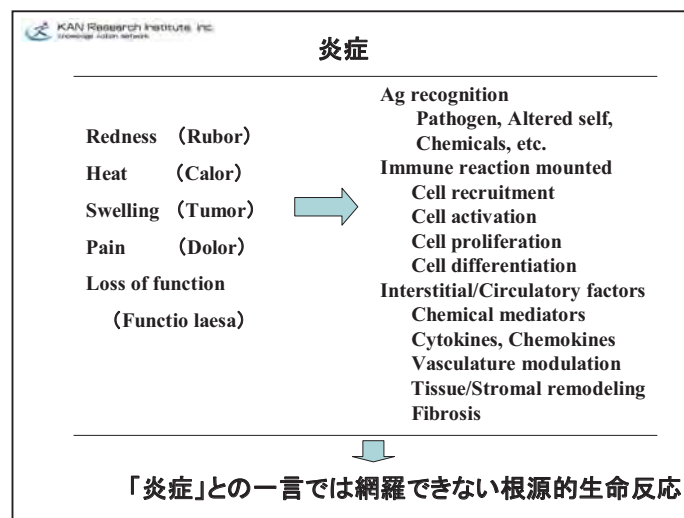 KAN Research Institute, Inc.
炎症
Redness （Rubor）
Heat （Calor）
Swelling （Tumor）
Pain （Dolor）
Loss of function
（Functio laesa）
Ag recognition
Pathogen, Altered self,
Chemicals, etc.
Immune reaction mounted
Cell recruitment
Cell activation
Cell proliferation
Cell differentiation
Interstitial/Circulatory factors
Chemical mediators
Cytokines, Chemokines
Vasculature modulation
Tissue/Stromal remodeling
Fibrosis
「炎症」との一言では網羅できない根源的生命反応